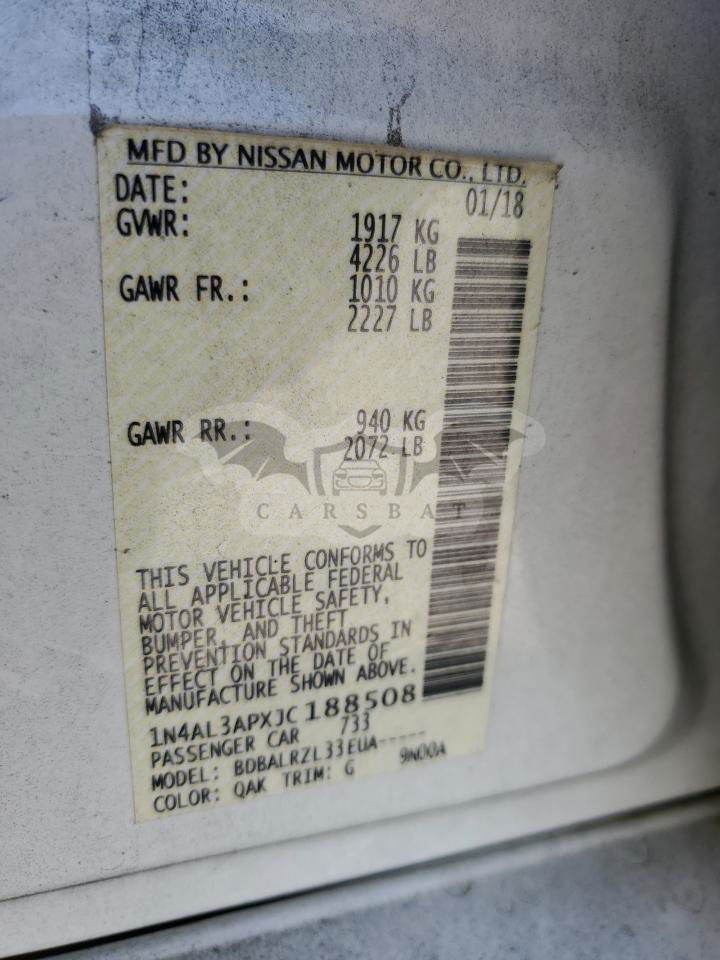 MFD BY NISSAN MOTOR CO., LTD.
DATE: 01/18
GVWR: 1917 KG
4226 LB
GAWR FR.: 1010 KG
2227 LB
GAWR RR.: 940 KG
2072 LB
CARSBAT
THIS VEHICLE CONFORMS TO
ALL APPLICABLE FEDERAL
MOTOR VEHICLE SAFETY,
BUMPER, AND THEFT
PREVENTION STANDARDS IN
EFFECT ON THE DATE OF
MANUFACTURE SHOWN ABOVE.
1N4AL3APXJC188508
PASSENGER CAR 733
MODEL: BDBALRZL33EUA-----
COLOR: QAK TRIM: G 9N00A